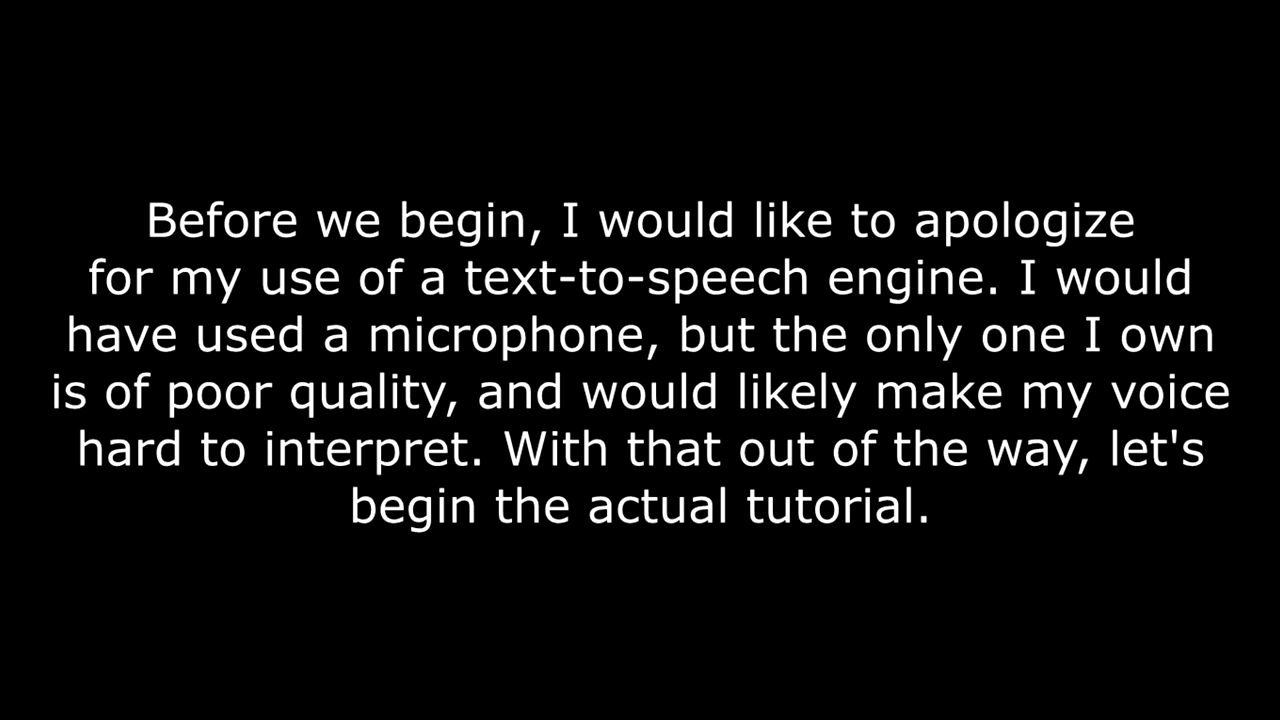 Before we begin, I would like to apologize
for my use of a text-to-speech engine. I would
have used a microphone, but the only one I own
is of poor quality, and would likely make my voice
hard to interpret. With that out of the way, let's
begin the actual tutorial.